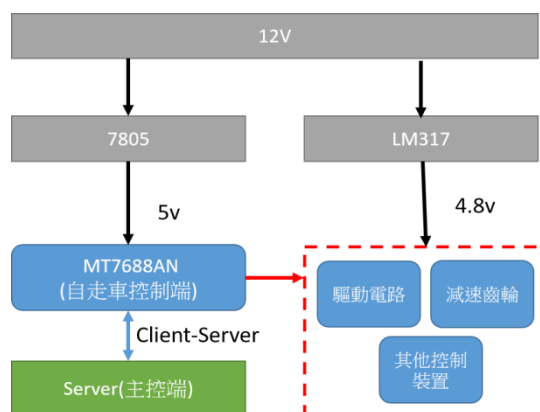 12V
7805
LM317
5v
4.8v
MT7688AN
(自走車控制端)
驅動電路
減速齒輪
Client-Server
其他控制
裝置
Server(主控端)